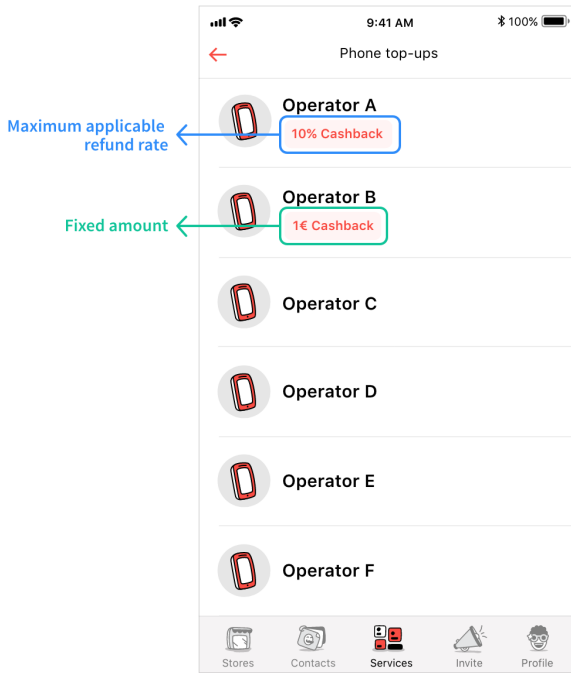 9:41 AM
100%
Phone top-ups
Operator A
Maximum applicable
refund rate
10% Cashback
Operator B
Fixed amount
1€ Cashback
Operator C
Operator D
Operator E
Operator F
Stores
Contacts
Services
Invite
Profile